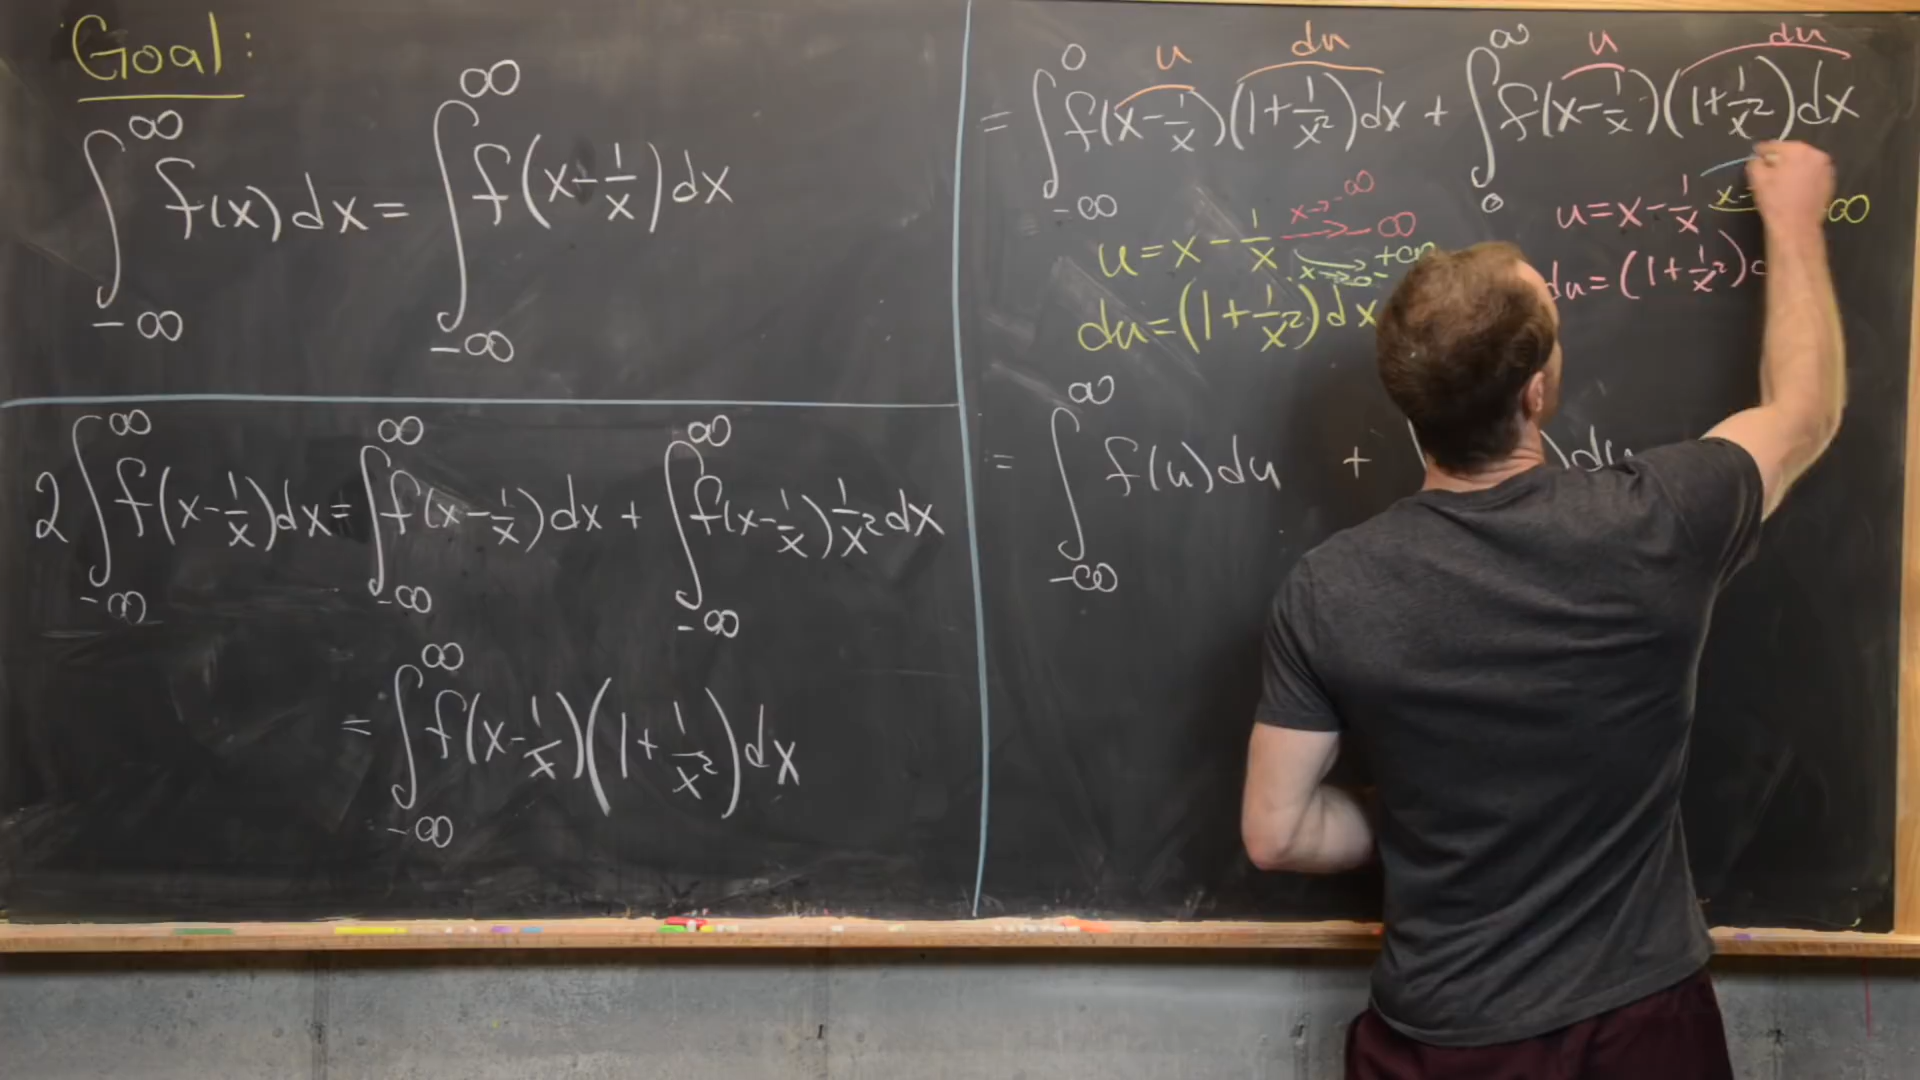 Goal:
∫_{-∞}^{∞} f(x)dx = ∫_{-∞}^{∞} f(x-1/x)dx
2∫_{-∞}^{∞} f(x-1/x)dx = ∫_{-∞}^{∞} f(x-1/x)dx + ∫_{-∞}^{∞} f(x-1/x)1/x² dx
= ∫_{-∞}^{∞} f(x-1/x)(1+1/x²)dx
u du u du
= ∫_{-∞}^{0} f(x-1/x)(1+1/x²)dx + ∫_{0}^{∞} f(x-1/x)(1+1/x²)dx
x→-∞ -∞
u=x-1/x
x→0⁻ +∞
du=(1+1/x²)dx
u=x-1/x x→ ∞
du=(1+1/x²)
= ∫_{-∞}^{∞} f(u)du + )du